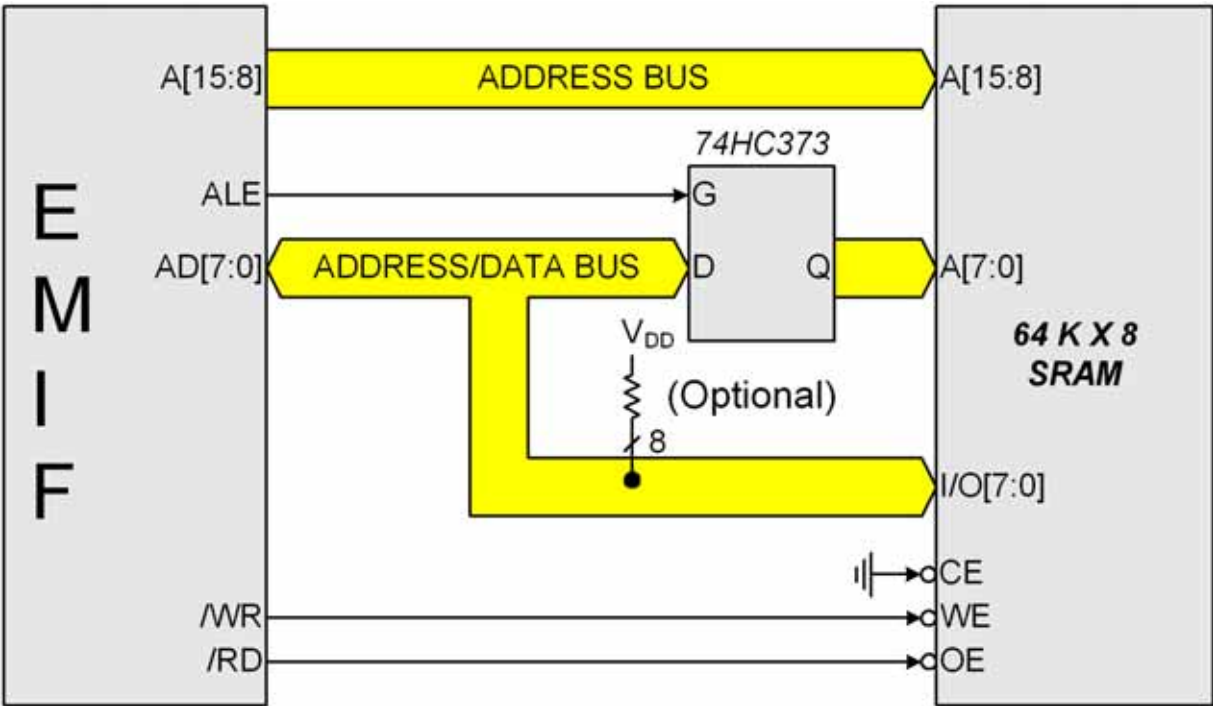 A[15:8]
ADDRESS BUS
A[15:8]
74HC373
ALE
G
EMIF
AD[7:0]
ADDRESS/DATA BUS
D
Q
A[7:0]
VDD
64 K X 8
SRAM
(Optional)
8
I/O[7:0]
CE
/WR
WE
/RD
OE